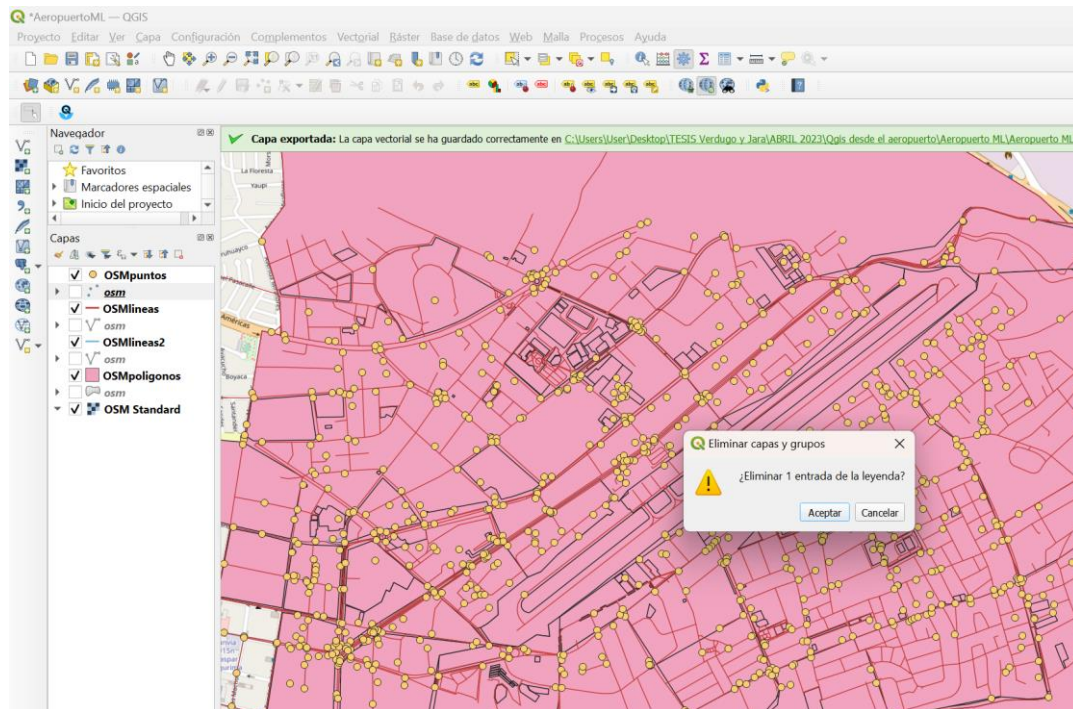 *AeropuertoML — QGIS
Proyecto Editar Ver Capa Configuración Complementos Vectorial Ráster Base de datos Web Malla Procesos Ayuda
Navegador
Capa exportada: La capa vectorial se ha guardado correctamente en C:\Users\User\Desktop\TESIS Verdugo y Jara\ABRIL 2023\Qgis desde el aeropuerto\Aeropuerto ML\Aeropuerto ML
Favoritos
Marcadores espaciales
Inicio del proyecto
Capas
OSMpuntos
osm
OSMlineas
osm
OSMlineas2
osm
OSMpoligonos
osm
OSM Standard
La Floresta
Yaupi
Américas
Boyaca
Santander
Eliminar capas y grupos
¿Eliminar 1 entrada de la leyenda?
Aceptar Cancelar